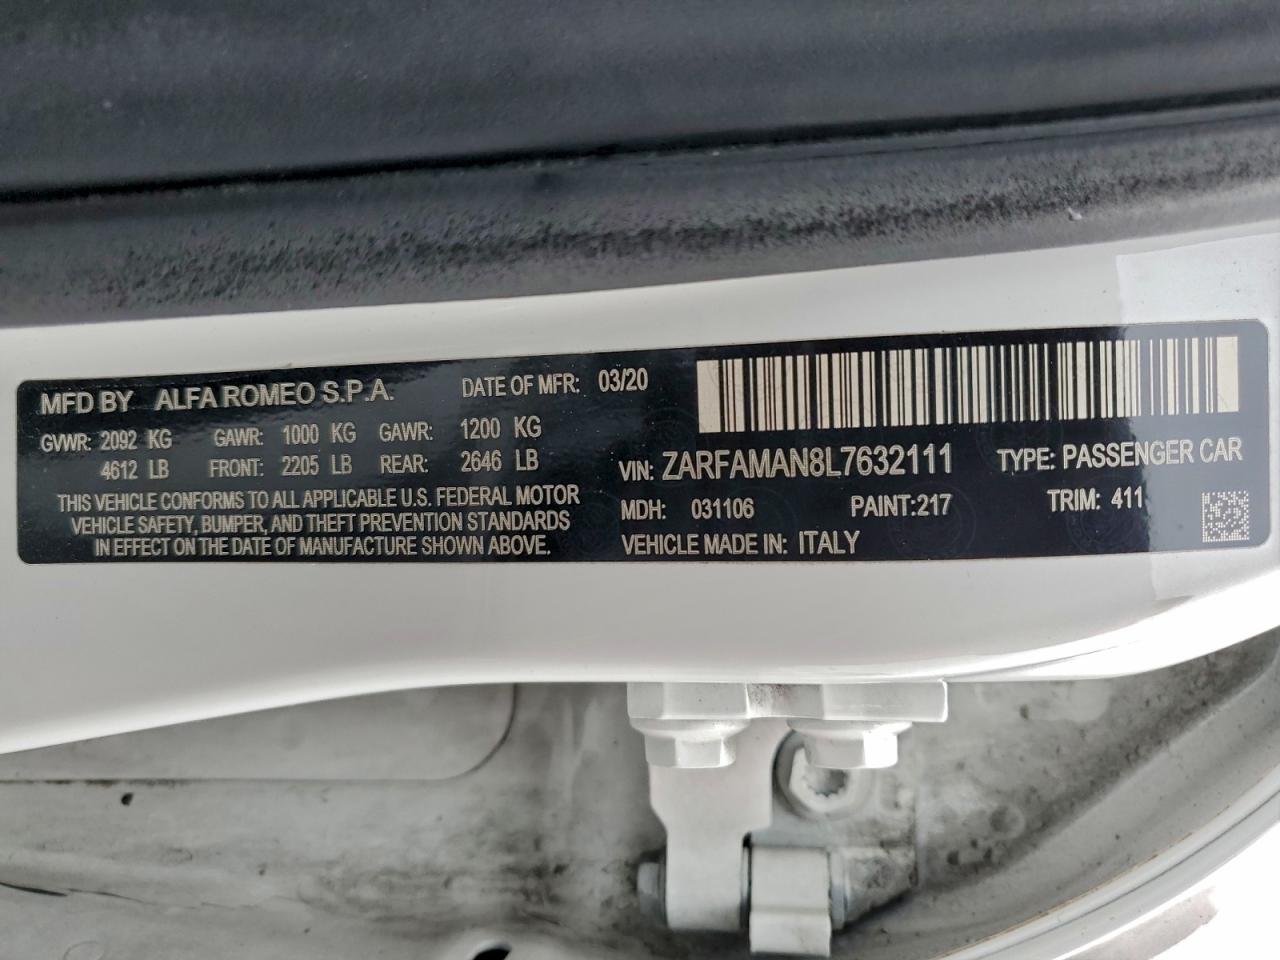 MFD BY ALFA ROMEO S.P.A. DATE OF MFR: 03/20
GVWR: 2092 KG GAWR: 1000 KG GAWR: 1200 KG
4612 LB FRONT: 2205 LB REAR: 2646 LB
THIS VEHICLE CONFORMS TO ALL APPLICABLE U.S. FEDERAL MOTOR
VEHICLE SAFETY, BUMPER, AND THEFT PREVENTION STANDARDS
IN EFFECT ON THE DATE OF MANUFACTURE SHOWN ABOVE.
VIN: ZARFAMAN8L7632111 TYPE: PASSENGER CAR
MDH: 031106 PAINT:217 TRIM: 411
VEHICLE MADE IN: ITALY